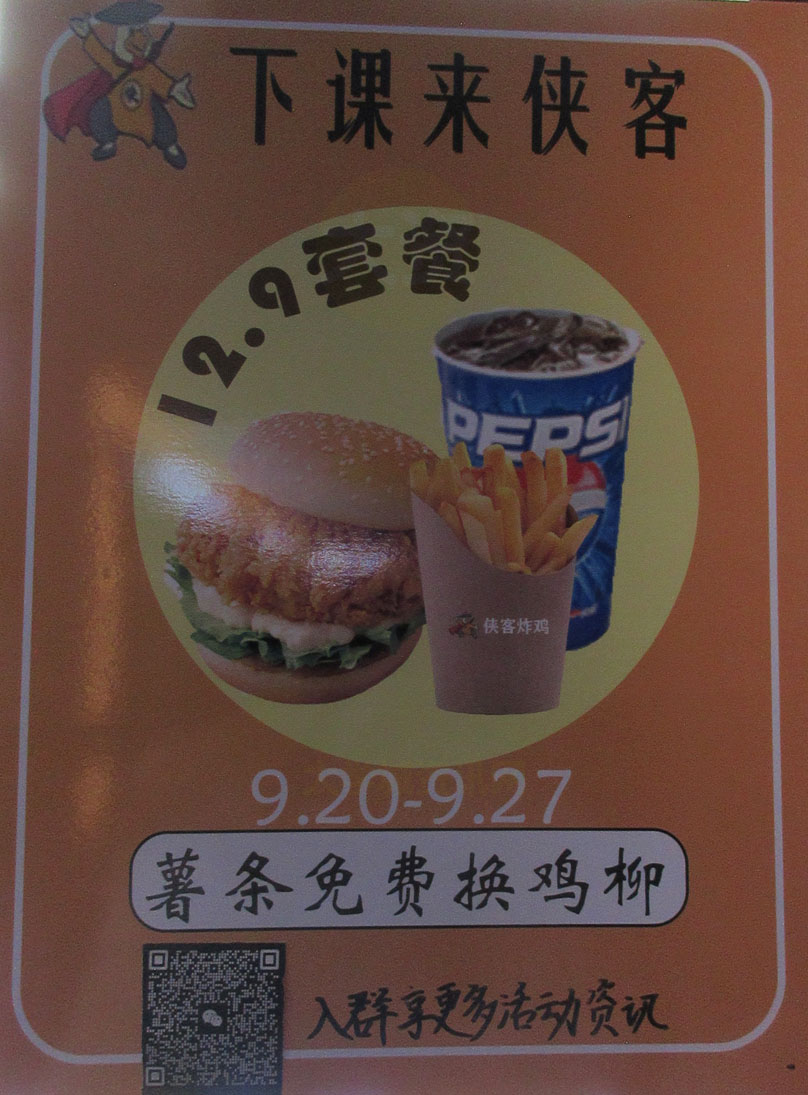 下课来侠客
12.9套餐
PEPSI
侠客炸鸡
9.20-9.27
薯条免费换鸡柳
入群享更多活动资讯